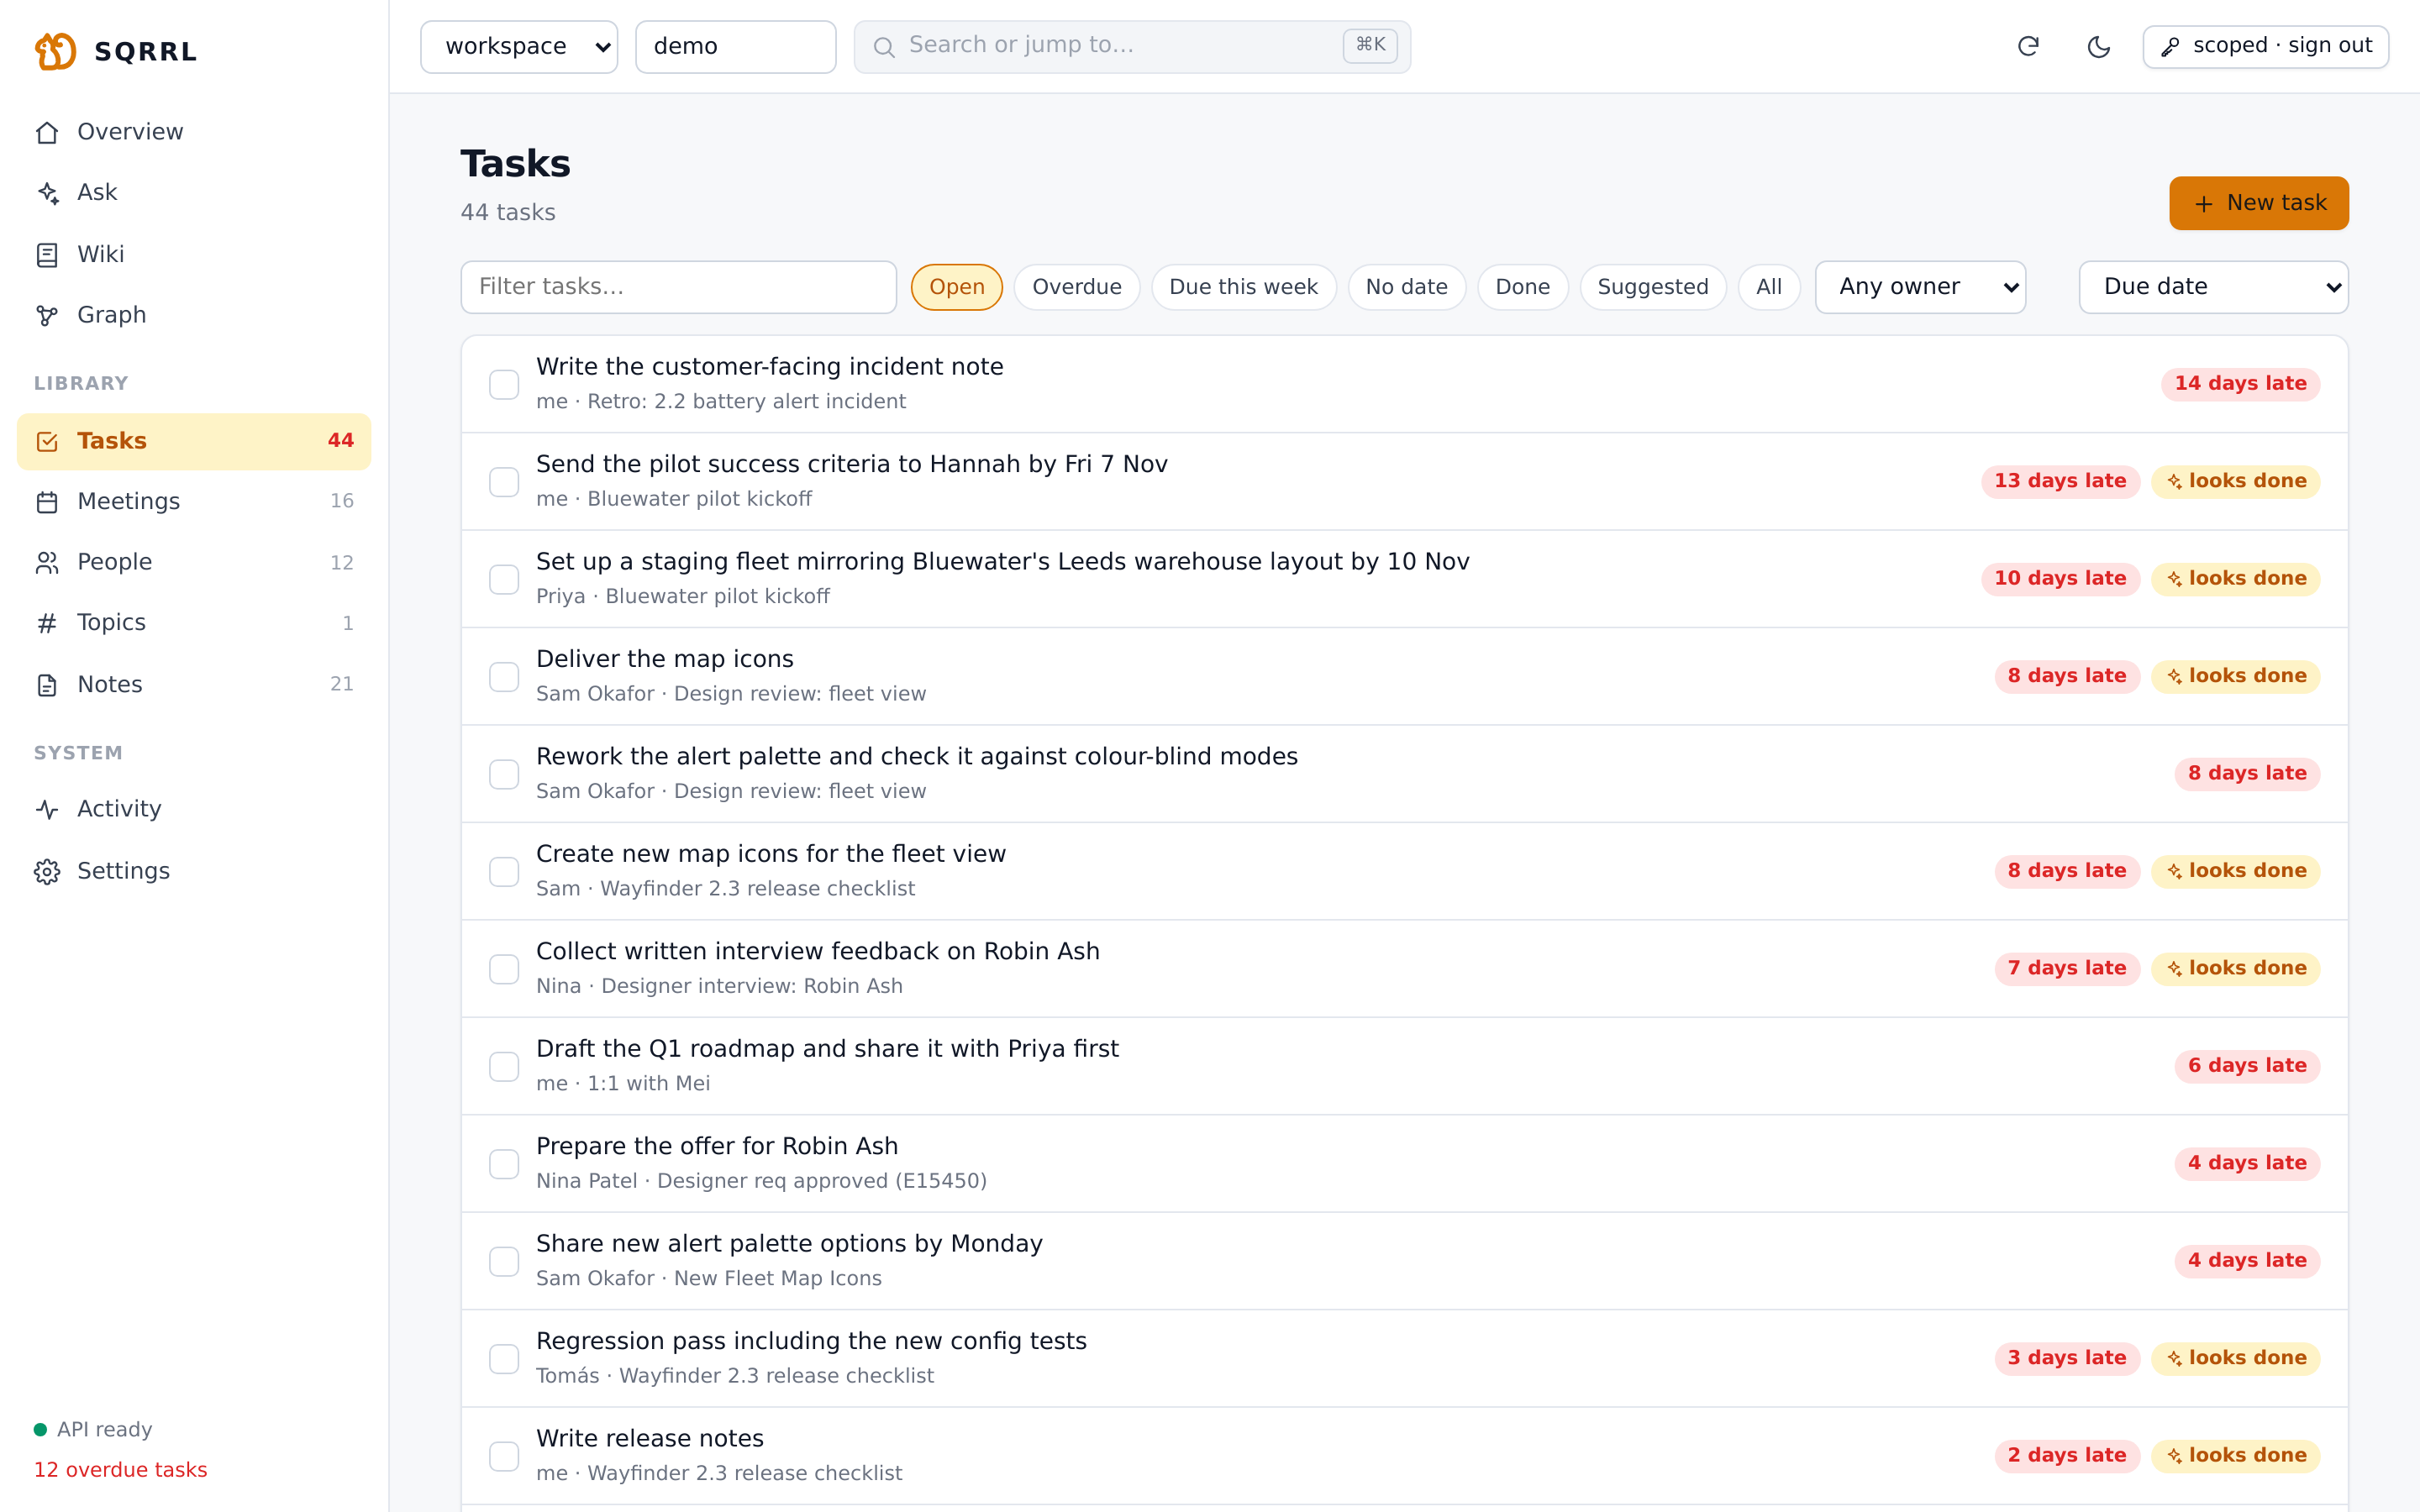 SQRRL
Overview
Ask
Wiki
Graph
LIBRARY
Tasks 44
Meetings 16
People 12
Topics 1
Notes 21
SYSTEM
Activity
Settings
API ready
12 overdue tasks
workspace demo Search or jump to… ⌘K scoped · sign out
Tasks
44 tasks
New task
Filter tasks… Open Overdue Due this week No date Done Suggested All Any owner Due date
Write the customer-facing incident note
me · Retro: 2.2 battery alert incident
14 days late
Send the pilot success criteria to Hannah by Fri 7 Nov
me · Bluewater pilot kickoff
13 days late looks done
Set up a staging fleet mirroring Bluewater's Leeds warehouse layout by 10 Nov
Priya · Bluewater pilot kickoff
10 days late looks done
Deliver the map icons
Sam Okafor · Design review: fleet view
8 days late looks done
Rework the alert palette and check it against colour-blind modes
Sam Okafor · Design review: fleet view
8 days late
Create new map icons for the fleet view
Sam · Wayfinder 2.3 release checklist
8 days late looks done
Collect written interview feedback on Robin Ash
Nina · Designer interview: Robin Ash
7 days late looks done
Draft the Q1 roadmap and share it with Priya first
me · 1:1 with Mei
6 days late
Prepare the offer for Robin Ash
Nina Patel · Designer req approved (E15450)
4 days late
Share new alert palette options by Monday
Sam Okafor · New Fleet Map Icons
4 days late
Regression pass including the new config tests
Tomás · Wayfinder 2.3 release checklist
3 days late looks done
Write release notes
me · Wayfinder 2.3 release checklist
2 days late looks done